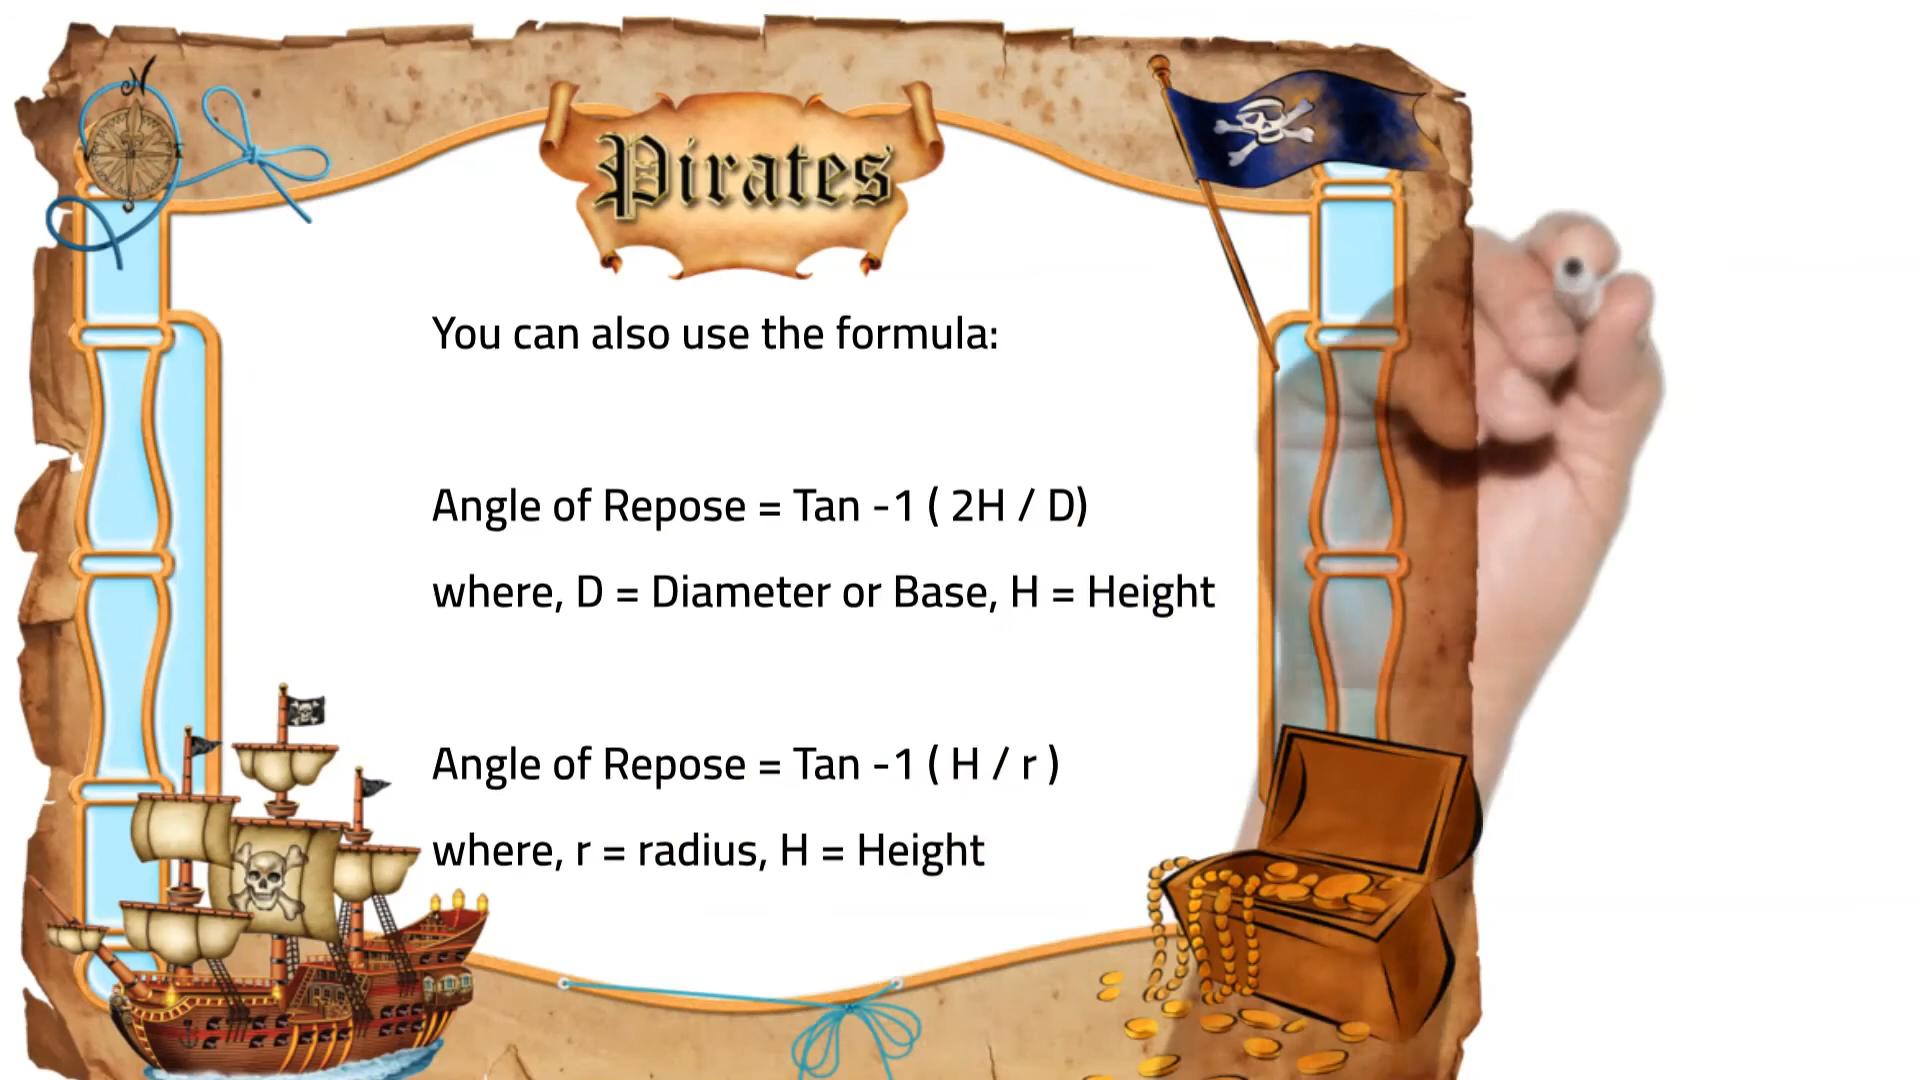 Pirates
You can also use the formula:
Angle of Repose = Tan -1 ( 2H / D)
where, D = Diameter or Base, H = Height
Angle of Repose = Tan -1 ( H / r )
where, r = radius, H = Height